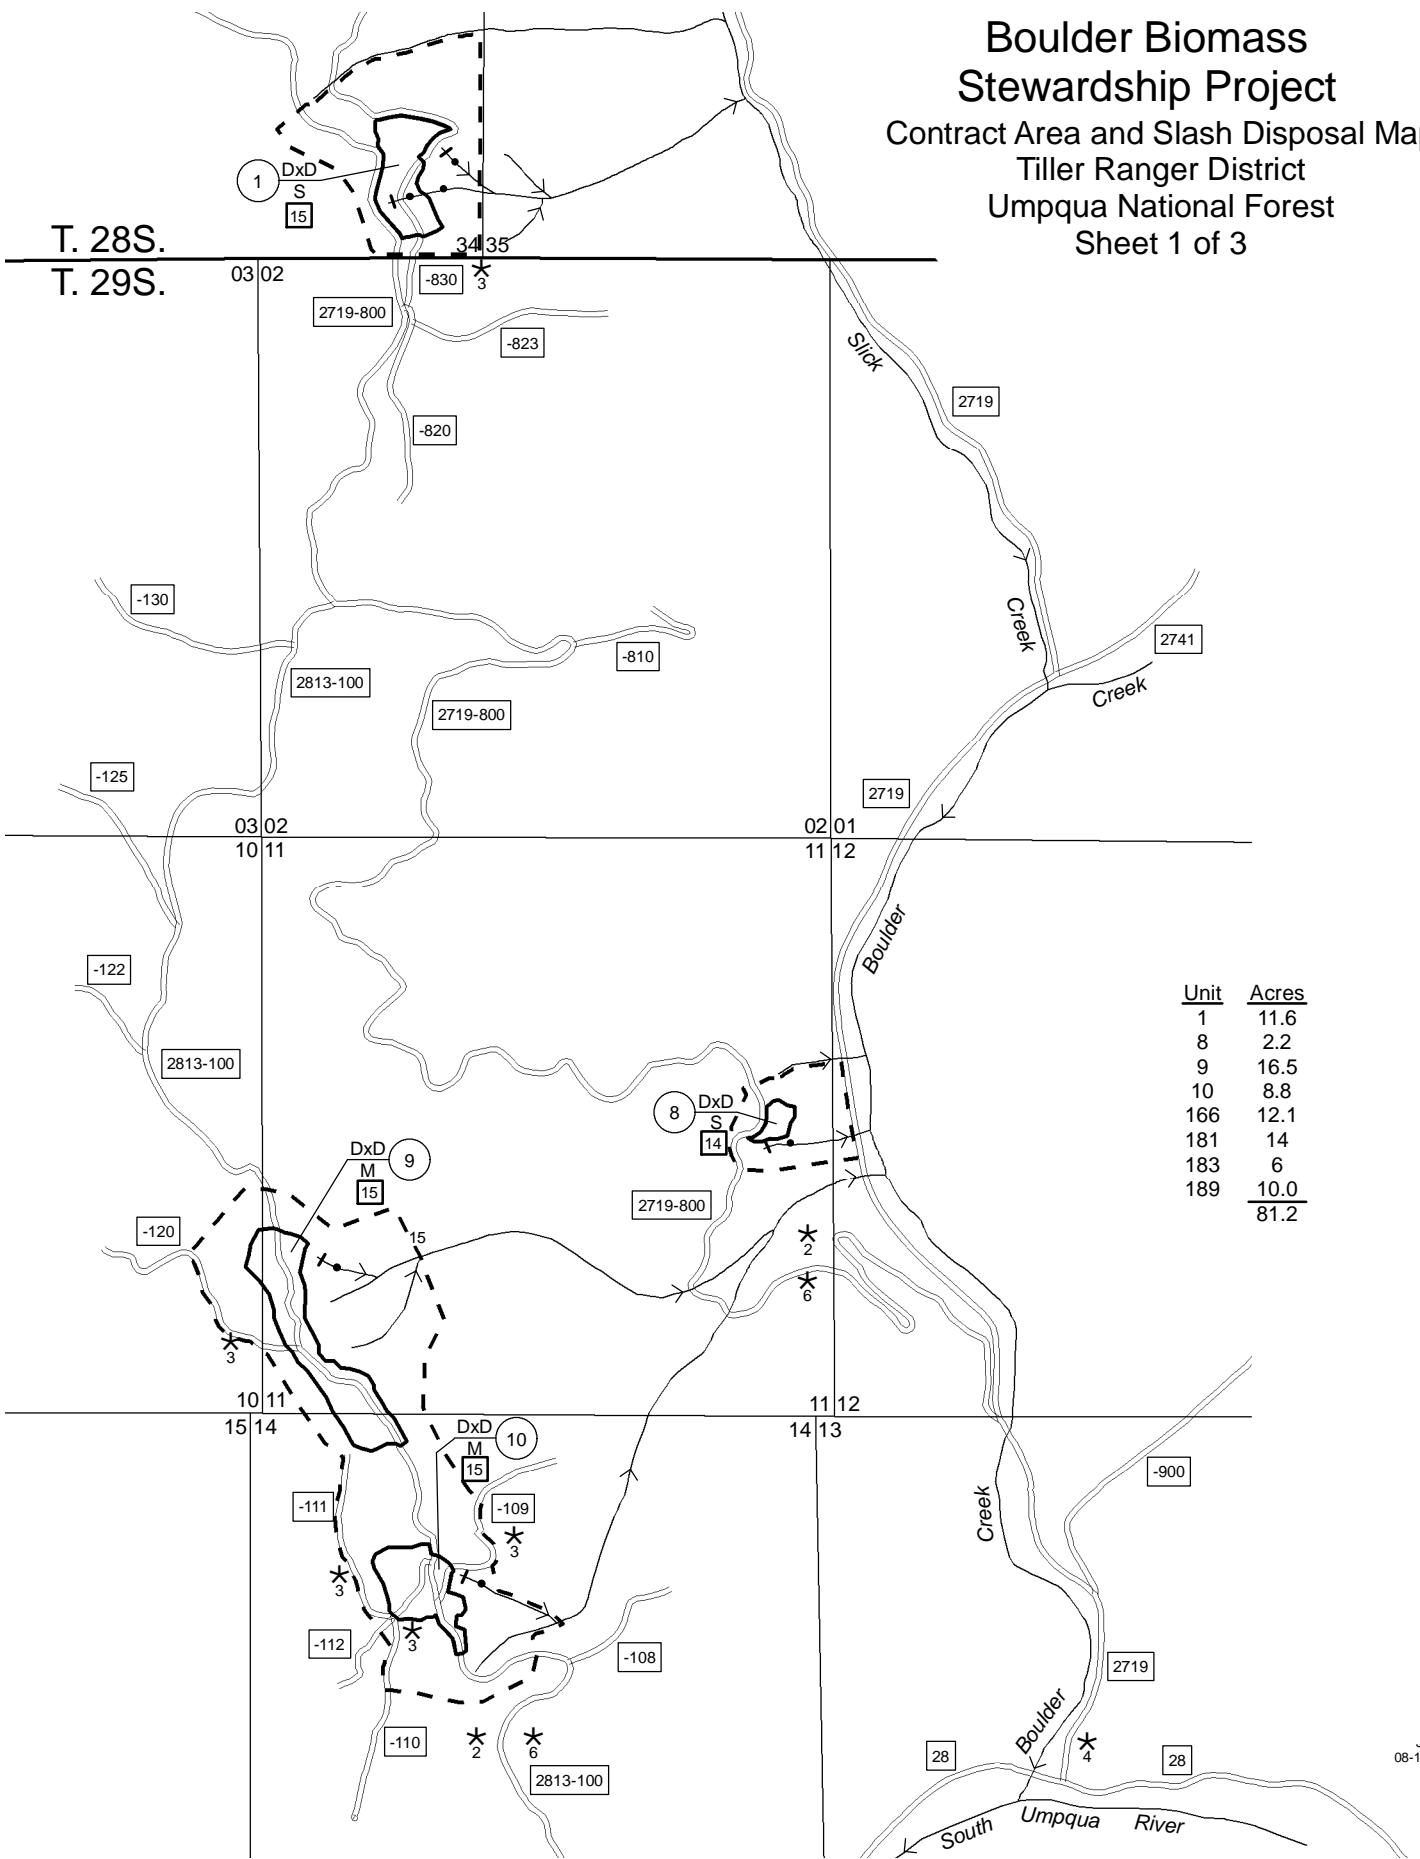 Boulder Biomass
Stewardship Project
Contract Area and Slash Disposal Ma
Tiller Ranger District
Umpqua National Forest
Sheet 1 of 3
1
DxD
S
15
T. 28S.
34 35
T. 29S.
03 02
-830
3
2719-800
-823
Slick
2719
-820
-130
Creek
2741
-810
2813-100
Creek
2719-800
-125
2719
03 02
02 01
10 11
11 12
Boulder
-122
Unit Acres
1 11.6
8 2.2
9 16.5
10 8.8
166 12.1
181 14
183 6
189 10.0
81.2
2813-100
8
DxD
S
14
DxD
9
M
15
2719-800
-120
15
2
6
3
10 11
11 12
15 14
14 13
DxD
10
M
15
-900
-111
-109
Creek
3
3
3
-112
-108
2719
Boulder
-110
2
6
4
28
28
08-1
2813-100
South Umpqua River